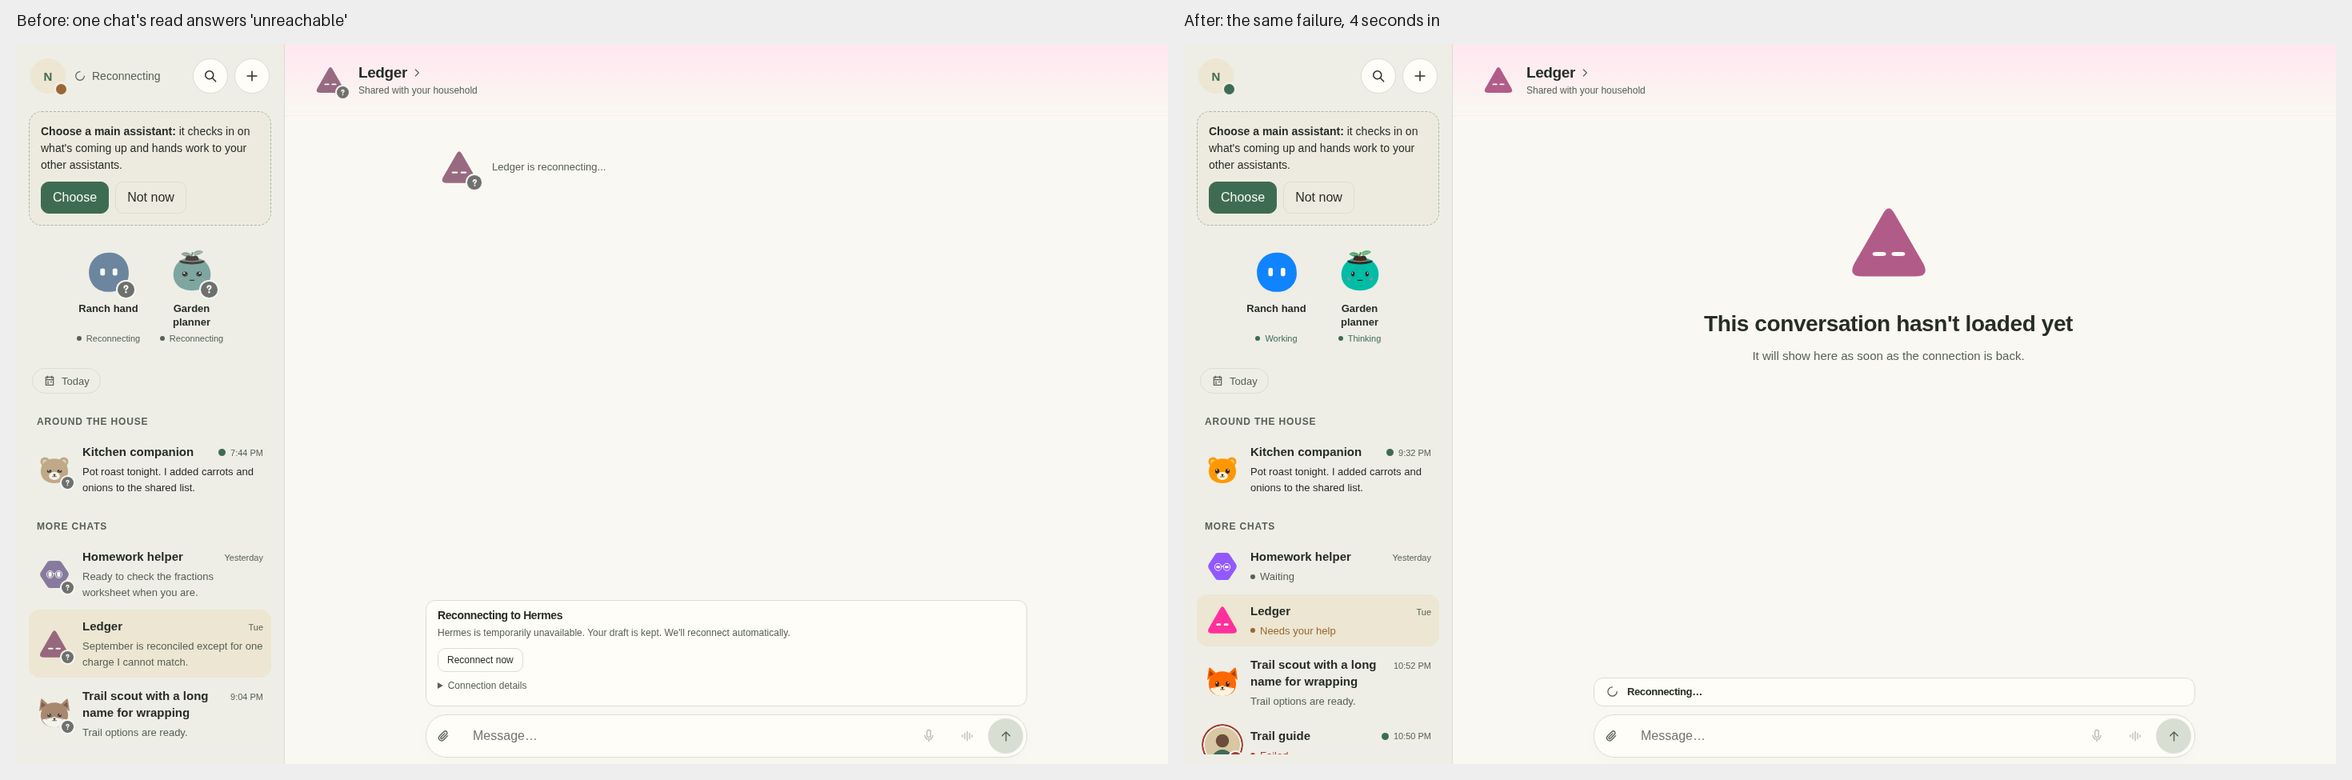 Before: one chat's read answers 'unreachable'
N
Reconnecting
Ledger
Shared with your household
Choose a main assistant: it checks in on
what's coming up and hands work to your
other assistants.
Choose
Not now
Ledger is reconnecting...
?
?
?
?
Ranch hand
Garden
planner
Reconnecting
Reconnecting
Today
AROUND THE HOUSE
Kitchen companion
7:44 PM
Pot roast tonight. I added carrots and
onions to the shared list.
?
MORE CHATS
Homework helper
Yesterday
Ready to check the fractions
worksheet when you are.
?
Ledger
Tue
September is reconciled except for one
charge I cannot match.
?
Trail scout with a long
name for wrapping
9:04 PM
Trail options are ready.
?
Reconnecting to Hermes
Hermes is temporarily unavailable. Your draft is kept. We'll reconnect automatically.
Reconnect now
Connection details
Message…
After: the same failure, 4 seconds in
N
Ledger
Shared with your household
Choose a main assistant: it checks in on
what's coming up and hands work to your
other assistants.
Choose
Not now
Ranch hand
Garden
planner
Working
Thinking
Today
AROUND THE HOUSE
Kitchen companion
9:32 PM
Pot roast tonight. I added carrots and
onions to the shared list.
MORE CHATS
Homework helper
Yesterday
Waiting
Ledger
Tue
Needs your help
Trail scout with a long
name for wrapping
10:52 PM
Trail options are ready.
Trail guide
10:50 PM
Failed
This conversation hasn't loaded yet
It will show here as soon as the connection is back.
Reconnecting…
Message…